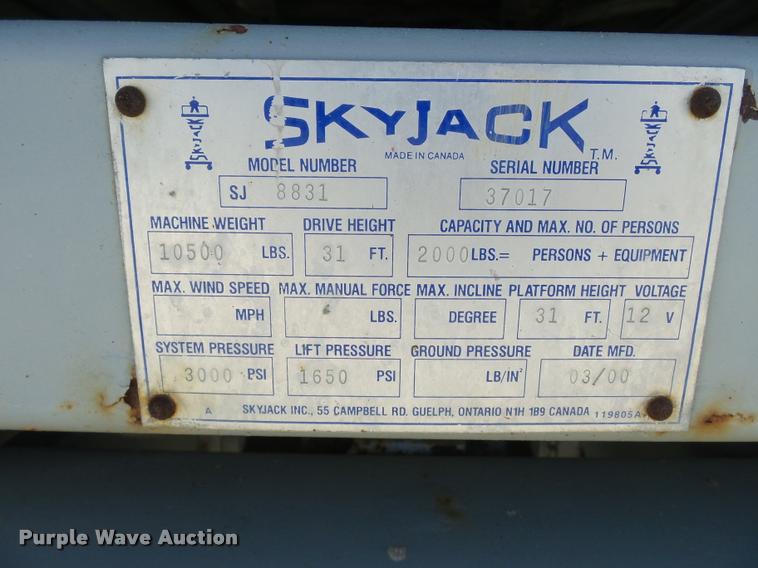 SKYJACK T.M.
MADE IN CANADA
MODEL NUMBER SERIAL NUMBER
SJ 8831 37017
MACHINE WEIGHT DRIVE HEIGHT CAPACITY AND MAX. NO. OF PERSONS
10500 LBS. 31 FT. 2000 LBS.= PERSONS + EQUIPMENT
MAX. WIND SPEED MAX. MANUAL FORCE MAX. INCLINE PLATFORM HEIGHT VOLTAGE
MPH LBS. DEGREE 31 FT. 12 V
SYSTEM PRESSURE LIFT PRESSURE GROUND PRESSURE DATE MFD.
3000 PSI 1650 PSI LB/IN² 03/00
A SKYJACK INC., 55 CAMPBELL RD. GUELPH, ONTARIO N1H 1B9 CANADA 119805A
SKYJACK
SKYJACK
Purple Wave Auction